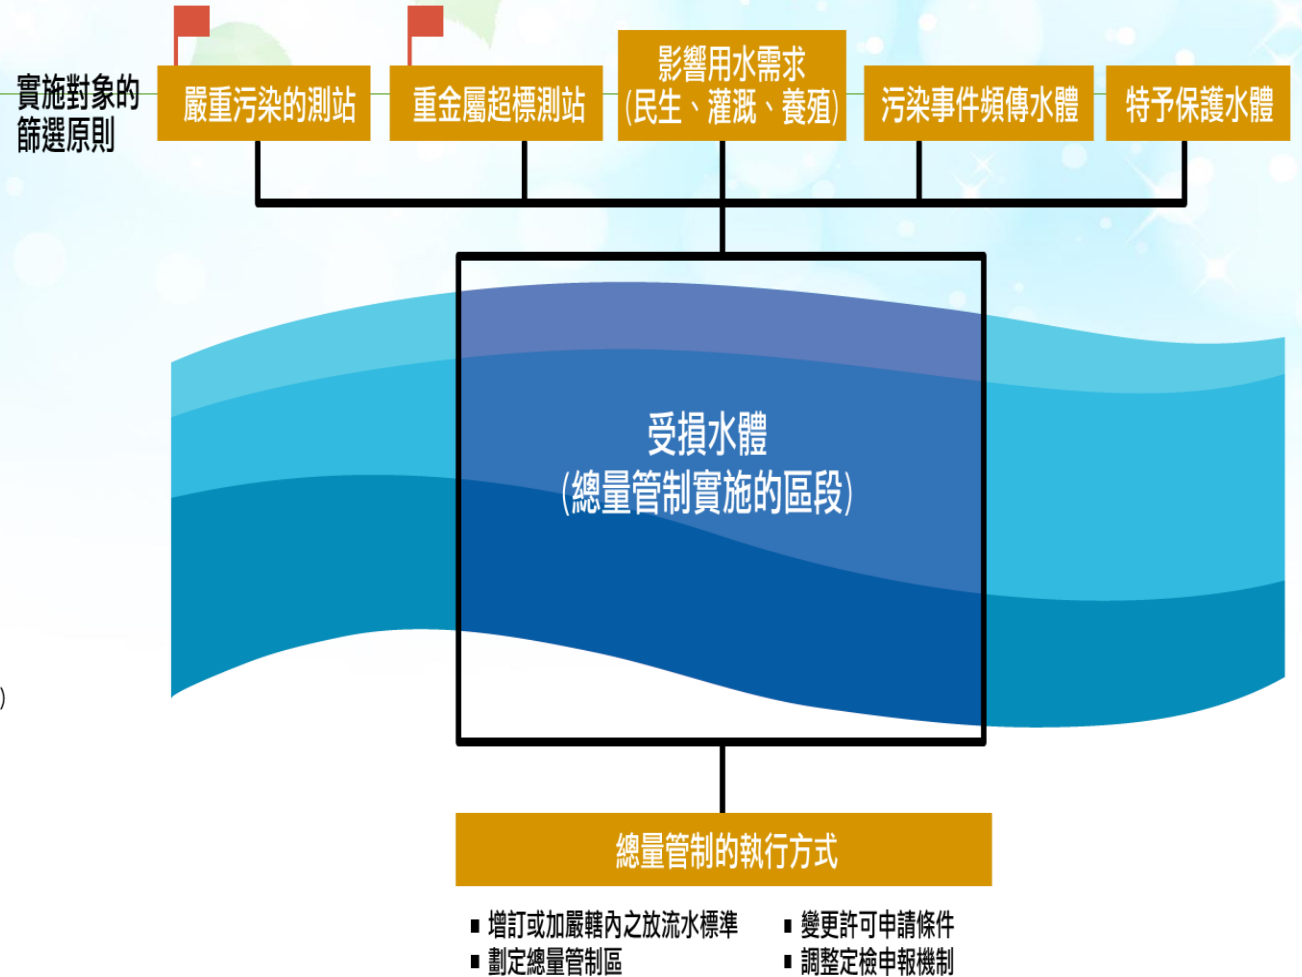 實施對象的
篩選原則
嚴重污染的測站
重金屬超標測站
影響用水需求
(民生、灌溉、養殖)
污染事件頻傳水體
特予保護水體
受損水體
(總量管制實施的區段)
)
總量管制的執行方式
▪ 增訂或加嚴轄內之放流水標準
▪ 劃定總量管制區
▪ 變更許可申請條件
▪ 調整定檢申報機制